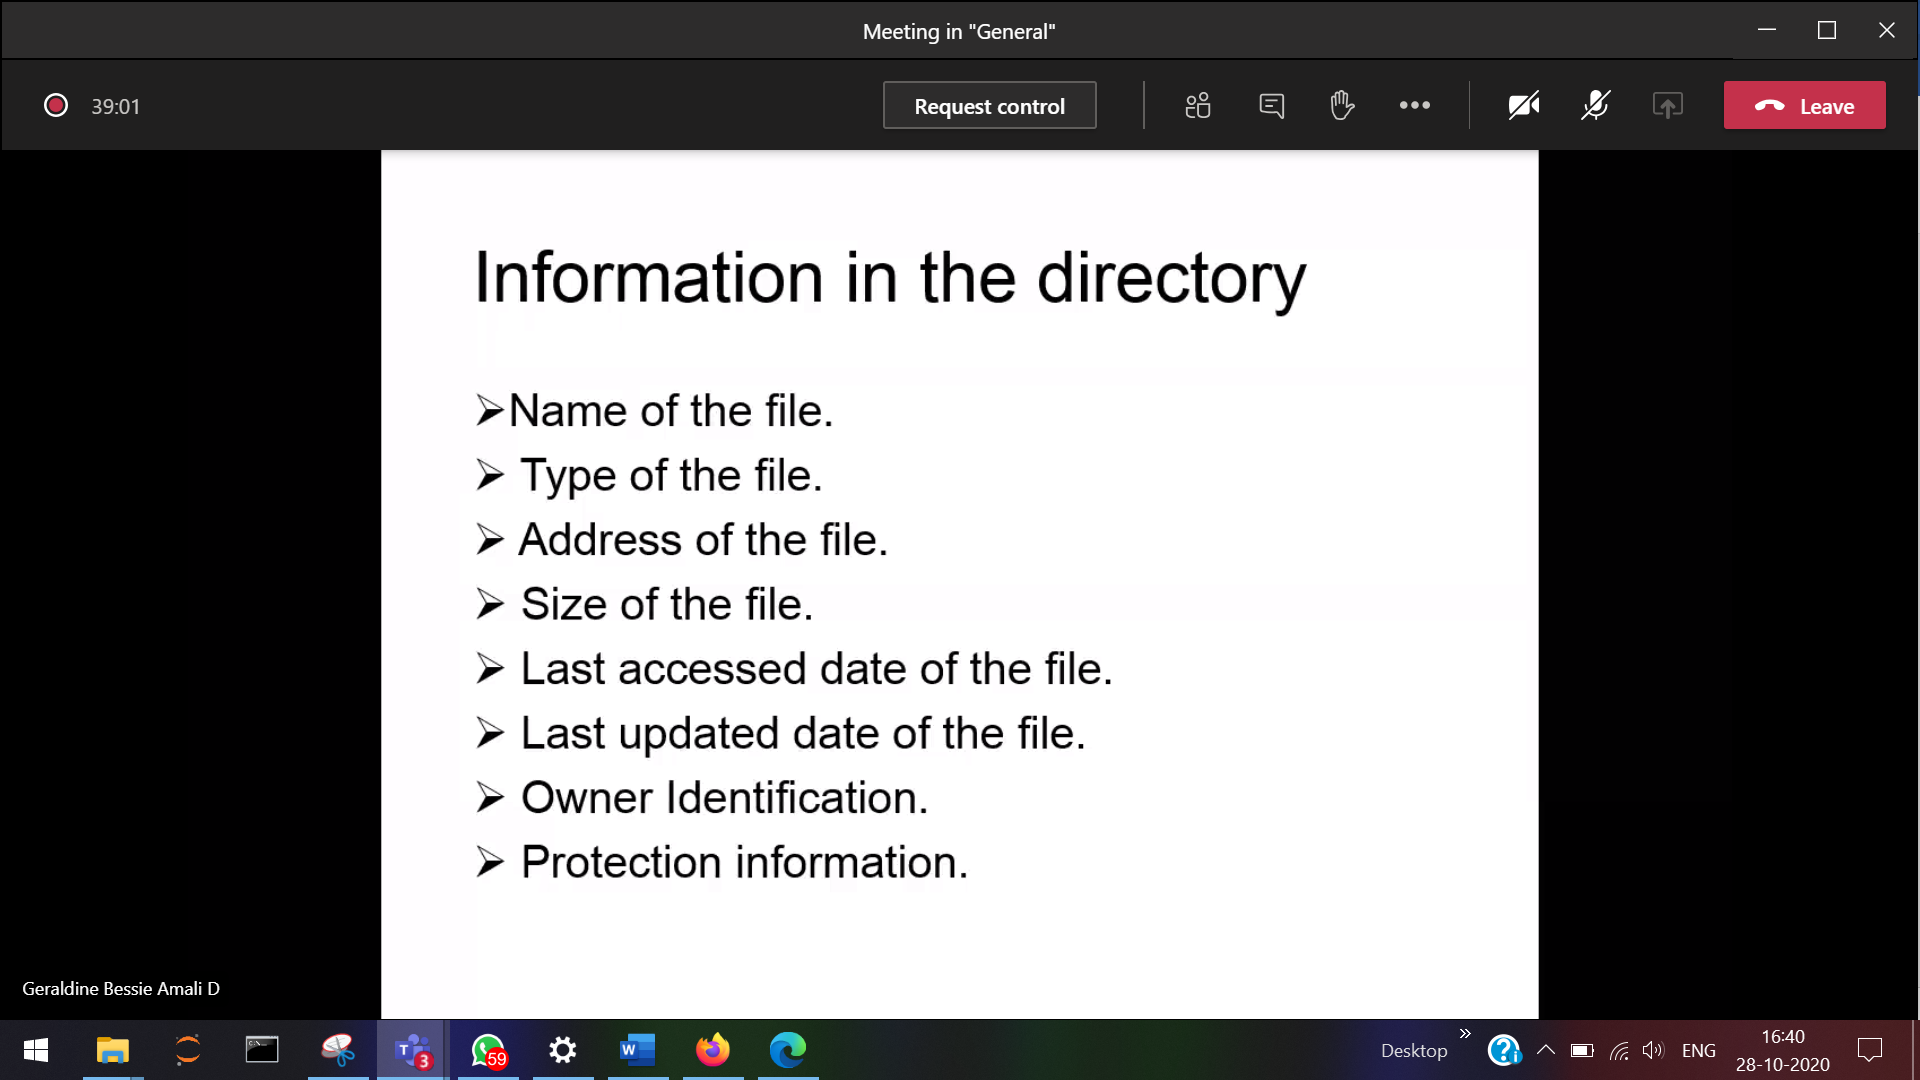 Meeting in "General"
39:01
Request control
Leave
Information in the directory
➢Name of the file.
➢ Type of the file.
➢ Address of the file.
➢ Size of the file.
➢ Last accessed date of the file.
➢ Last updated date of the file.
➢ Owner Identification.
➢ Protection information.
Geraldine Bessie Amali D
T 3
59
W
Desktop
ENG
16:40
28-10-2020